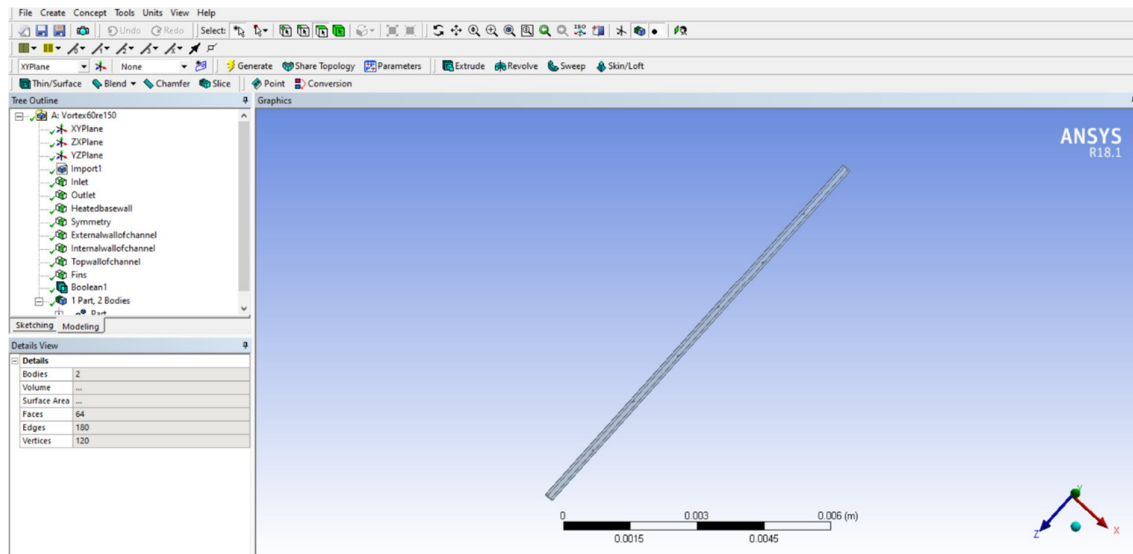 File Create Concept Tools Units View Help
Undo Redo Select:
XYPlane None Generate Share Topology Parameters Extrude Revolve Sweep Skin/Loft
Thin/Surface Blend Chamfer Slice Point Conversion
Tree Outline
A: Vortex60re150
XYPlane
ZXPlane
YZPlane
Import1
Inlet
Outlet
Heatedbasewall
Symmetry
Externalwallofchannel
Internalwallofchannel
Topwallofchannel
Fins
Boolean1
1 Part, 2 Bodies
Part
Sketching Modeling
Details View
Details
Bodies 2
Volume ...
Surface Area ...
Faces 64
Edges 180
Vertices 120
Graphics
ANSYS
R18.1
0 0.003 0.006 (m)
0.0015 0.0045
Y
Z X